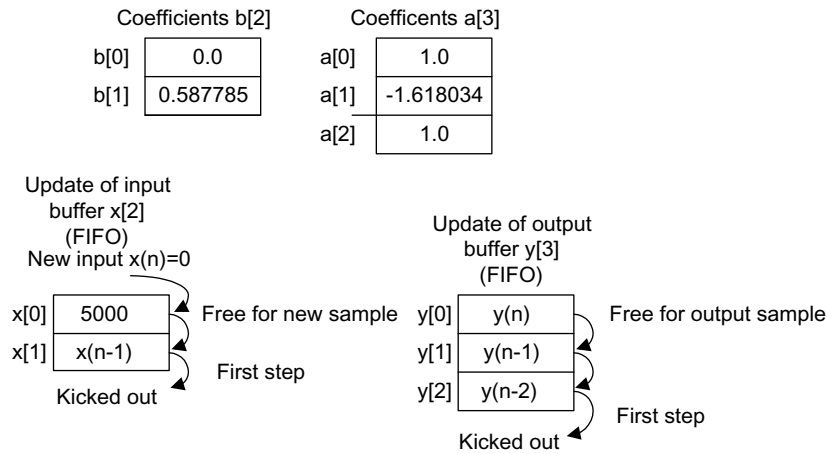 Coefficients b[2]
Coefficents a[3]
b[0] 0.0
b[1] 0.587785
a[0] 1.0
a[1] -1.618034
a[2] 1.0
Update of input
buffer x[2]
(FIFO)
New input x(n)=0
x[0] 5000 Free for new sample
x[1] x(n-1)
First step
Kicked out
Update of output
buffer y[3]
(FIFO)
y[0] y(n) Free for output sample
y[1] y(n-1)
y[2] y(n-2)
First step
Kicked out